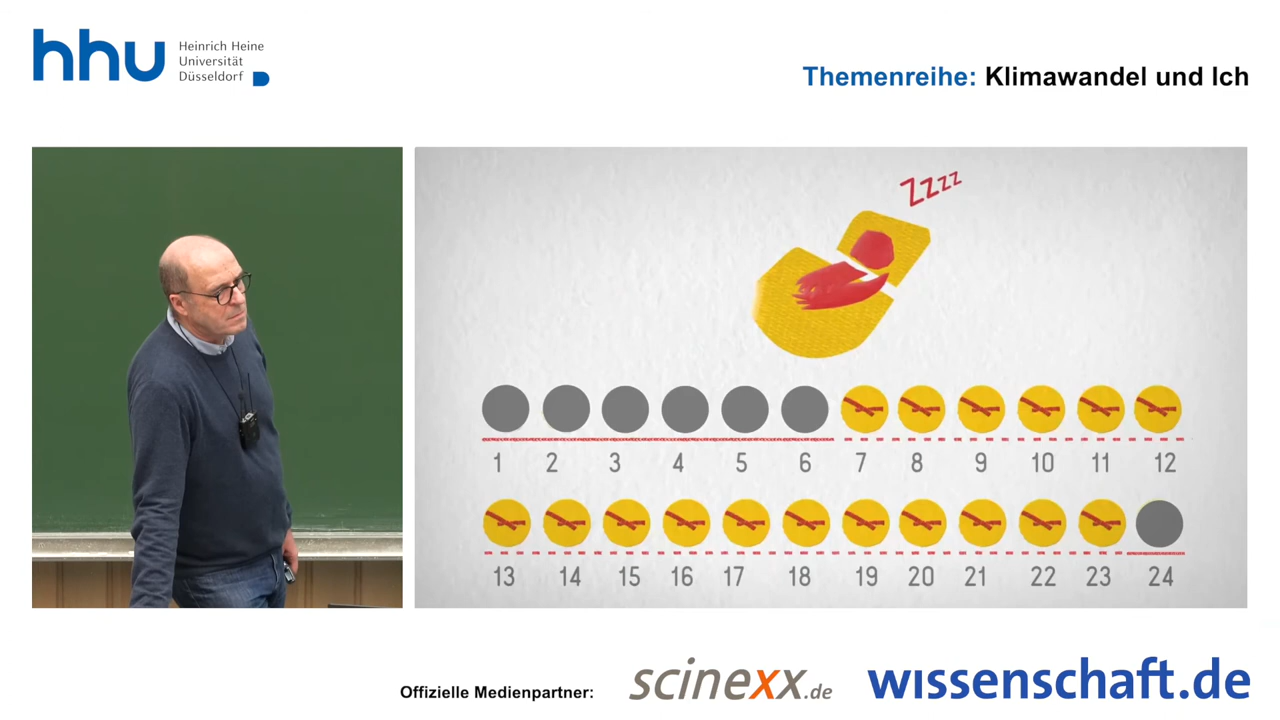 hhu Heinrich Heine
Universität
Düsseldorf
Themenreihe: Klimawandel und Ich
Zzzz
1 2 3 4 5 6 7 8 9 10 11 12
13 14 15 16 17 18 19 20 21 22 23 24
Offizielle Medienpartner: scinexx.de wissenschaft.de